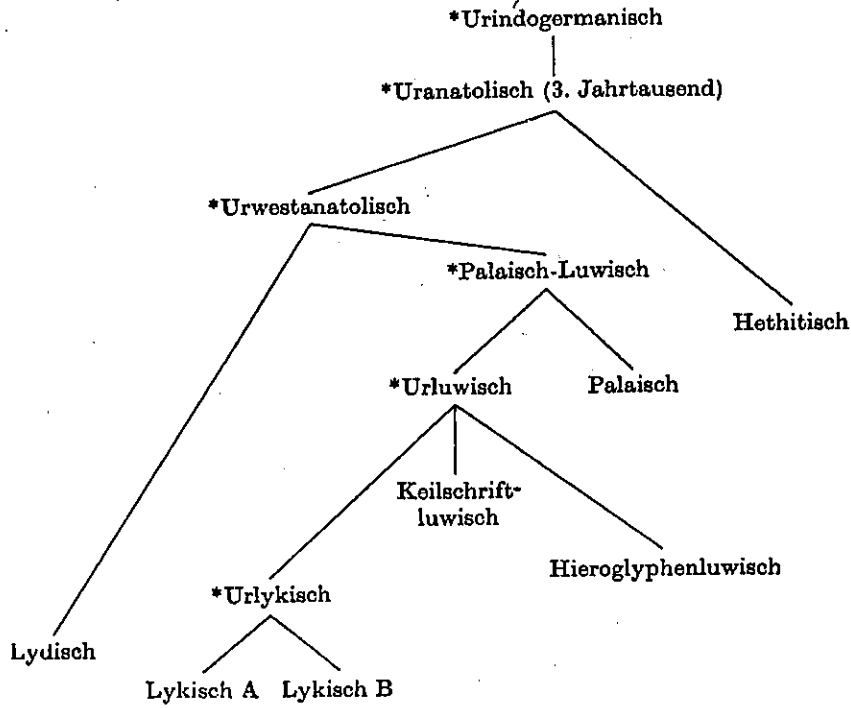 *Urindogermanisch
*Uranatolisch (3. Jahrtausend)
*Urwestanatolisch
*Palaisch-Luwisch
Hethitisch
*Urluwisch
Palaisch
Keilschrift-
luwisch
Hieroglyphenluwisch
*Urlykisch
Lydisch
Lykisch A
Lykisch B